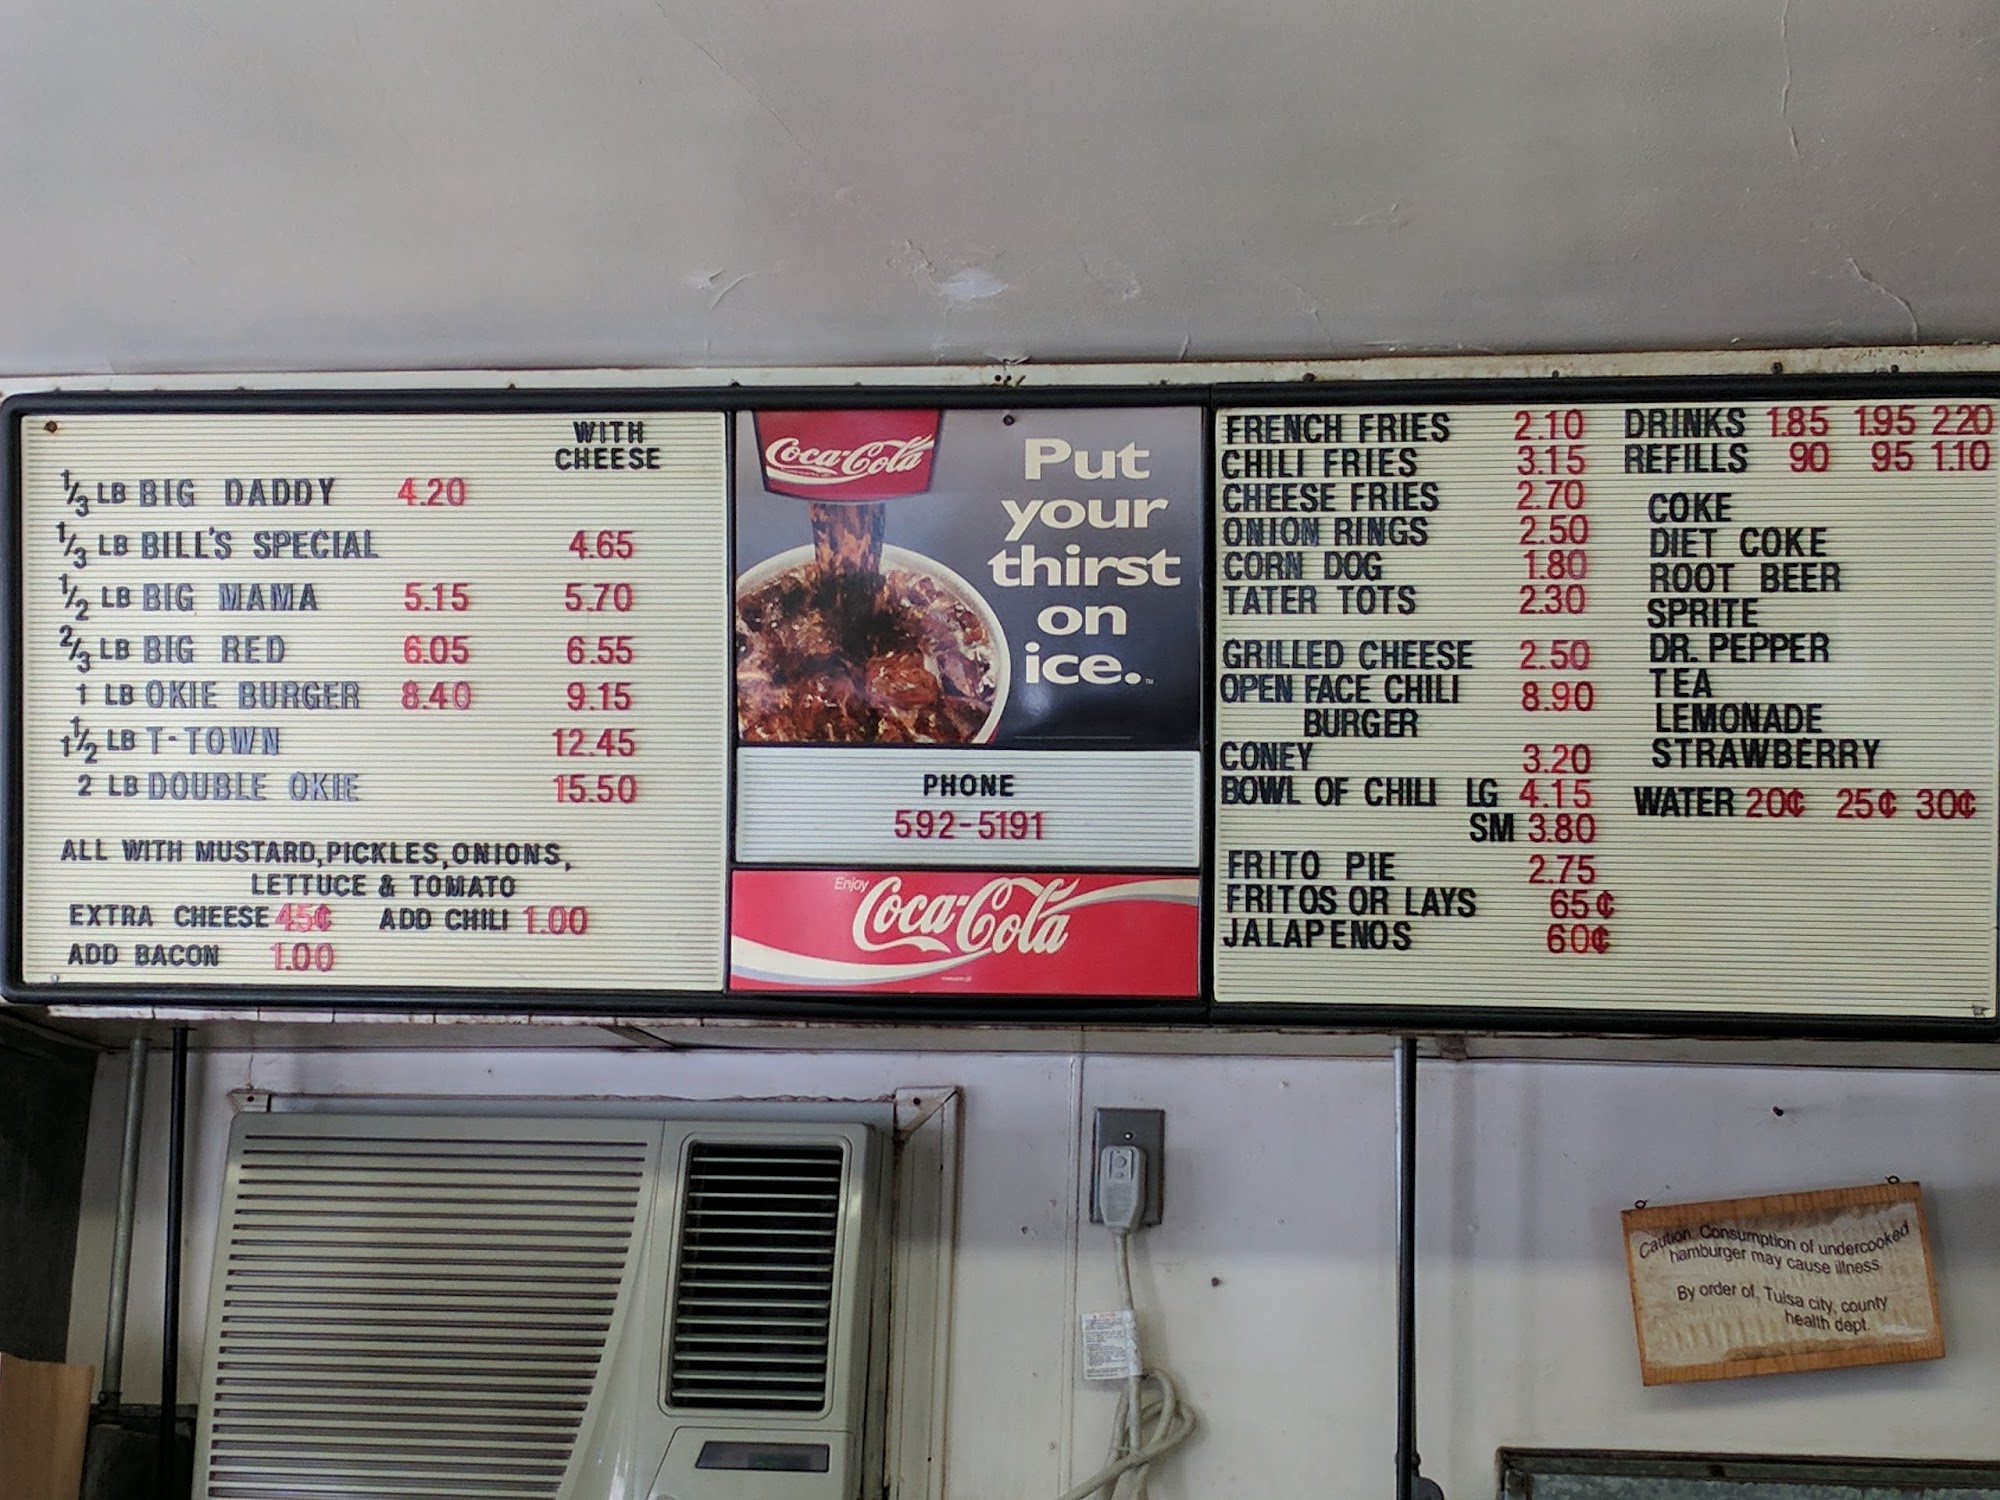 WITH
CHEESE
1/3 LB BIG DADDY 4.20
1/3 LB BILL'S SPECIAL 4.65
1/2 LB BIG MAMA 5.15 5.70
2/3 LB BIG RED 6.05 6.55
1 LB OKIE BURGER 8.40 9.15
1 1/2 LB T-TOWN 12.45
2 LB DOUBLE OKIE 15.50
ALL WITH MUSTARD, PICKLES, ONIONS,
LETTUCE & TOMATO
EXTRA CHEESE 45¢ ADD CHILI 1.00
ADD BACON 1.00
Coca-Cola
Put
your
thirst
on
ice.
PHONE
592-5191
Enjoy
Coca-Cola
FRENCH FRIES 2.10
CHILI FRIES 3.15
CHEESE FRIES 2.70
ONION RINGS 2.50
CORN DOG 1.80
TATER TOTS 2.30
GRILLED CHEESE 2.50
OPEN FACE CHILI 8.90
BURGER
CONEY 3.20
BOWL OF CHILI LG 4.15
SM 3.80
FRITO PIE 2.75
FRITOS OR LAYS 65¢
JALAPENOS 60¢
DRINKS 1.85 1.95 2.20
REFILLS 90 95 1.10
COKE
DIET COKE
ROOT BEER
SPRITE
DR. PEPPER
TEA
LEMONADE
STRAWBERRY
WATER 20¢ 25¢ 30¢
Caution: Consumption of undercooked
hamburger may cause illness
By order of, Tulsa city, county
health dept.